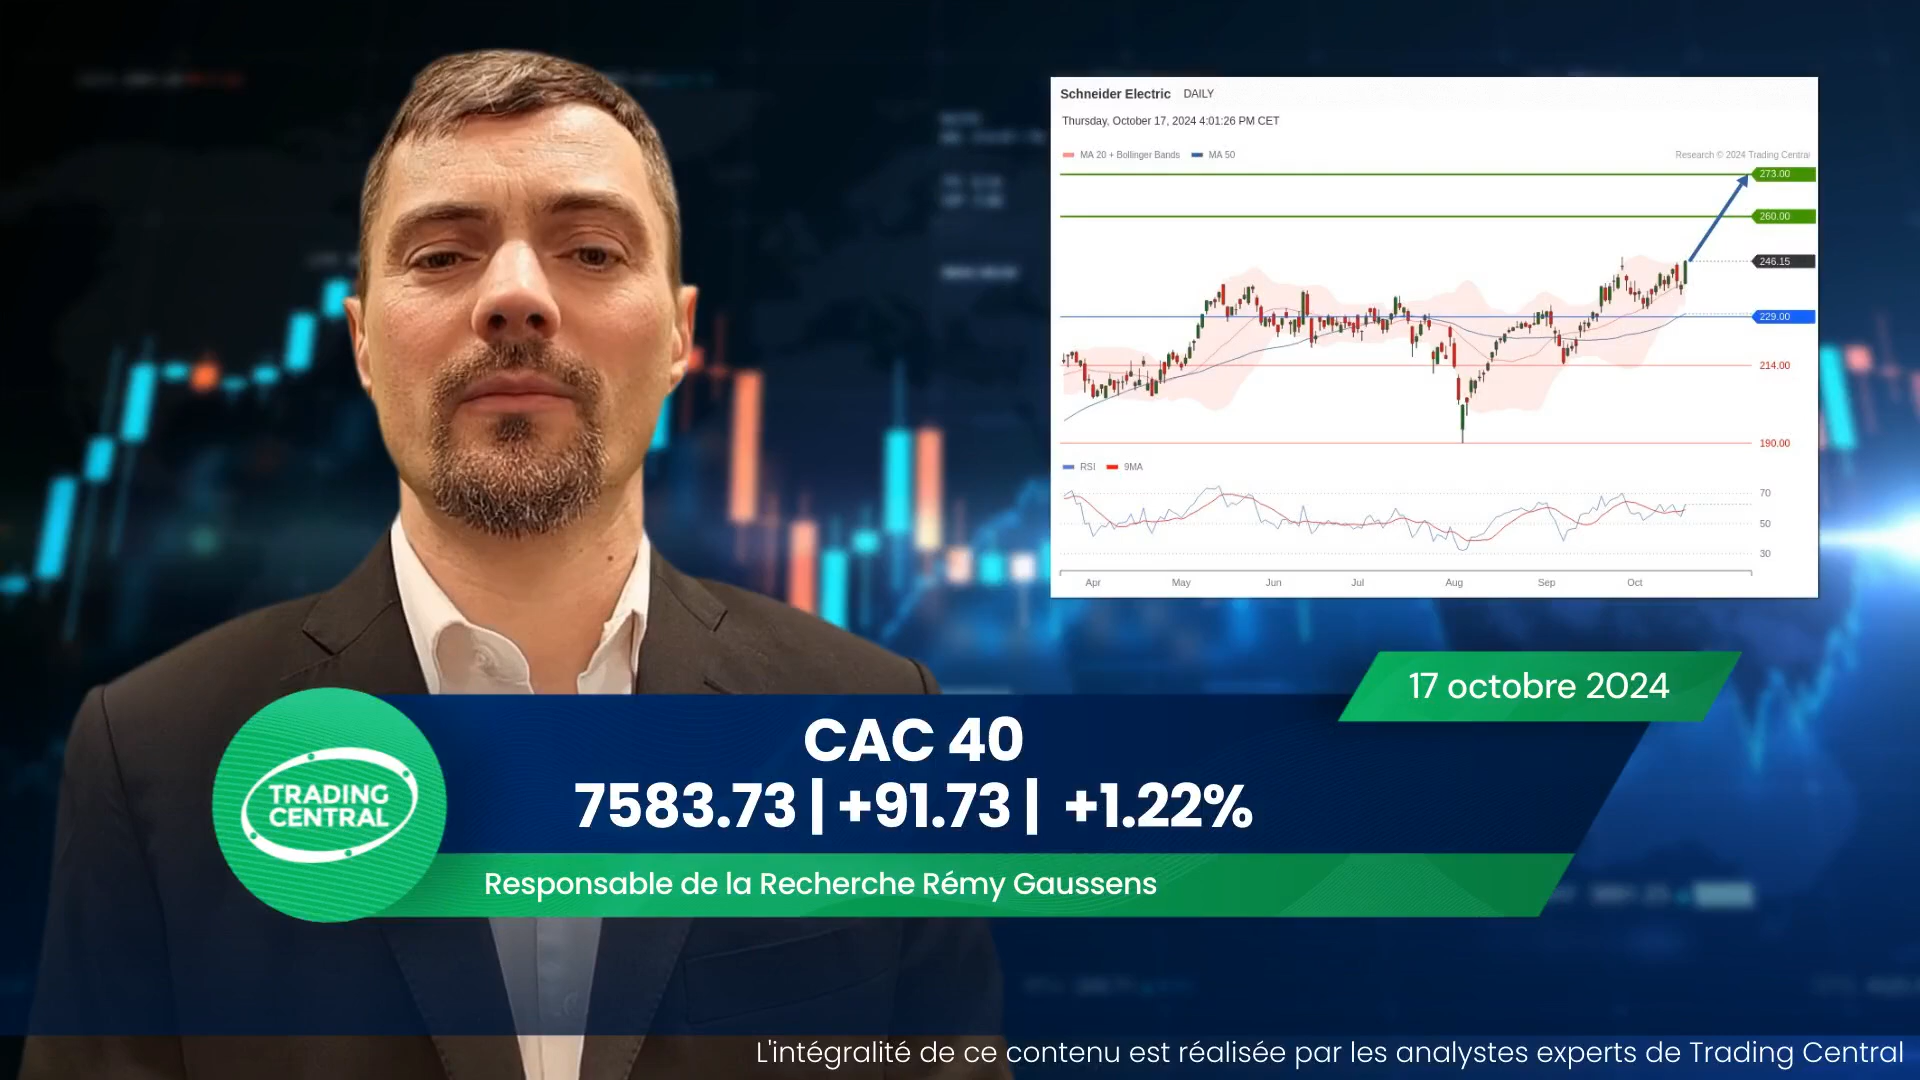 Schneider Electric DAILY
Thursday, October 17, 2024 4:01:26 PM CET
MA 20 + Bollinger Bands MA 50
Research © 2024 Trading Central
273.00
260.00
246.15
229.00
214.00
190.00
RSI 9MA
70
50
30
Apr May Jun Jul Aug Sep Oct
17 octobre 2024
CAC 40
7583.73 | +91.73 | +1.22%
TRADING
CENTRAL
Responsable de la Recherche Rémy Gaussens
L'intégralité de ce contenu est réalisée par les analystes experts de Trading Central